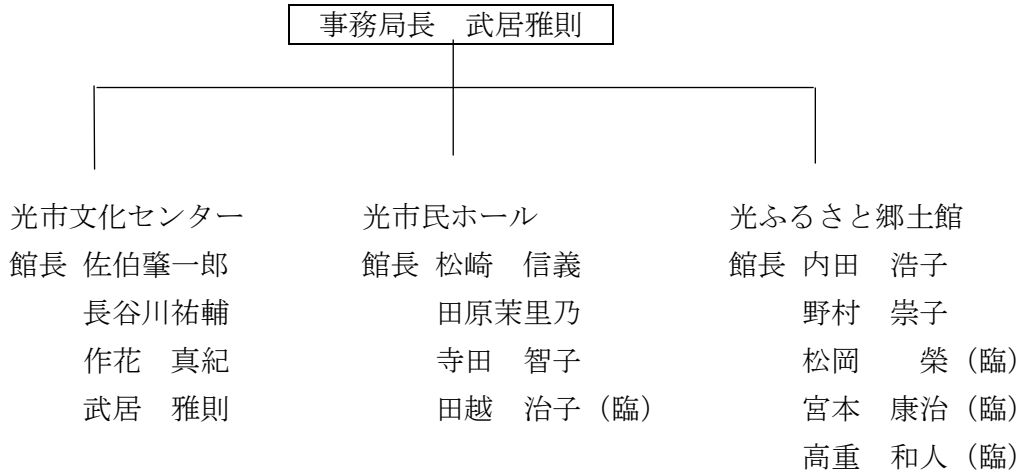 事務局長　武居雅則
光市文化センター
館長 佐伯肇一郎
長谷川祐輔
作花　真紀
武居　雅則
光市民ホール
館長 松崎　信義
田原茉里乃
寺田　智子
田越　治子（臨）
光ふるさと郷土館
館長 内田　浩子
野村　崇子
松岡　　榮（臨）
宮本　康治（臨）
高重　和人（臨）